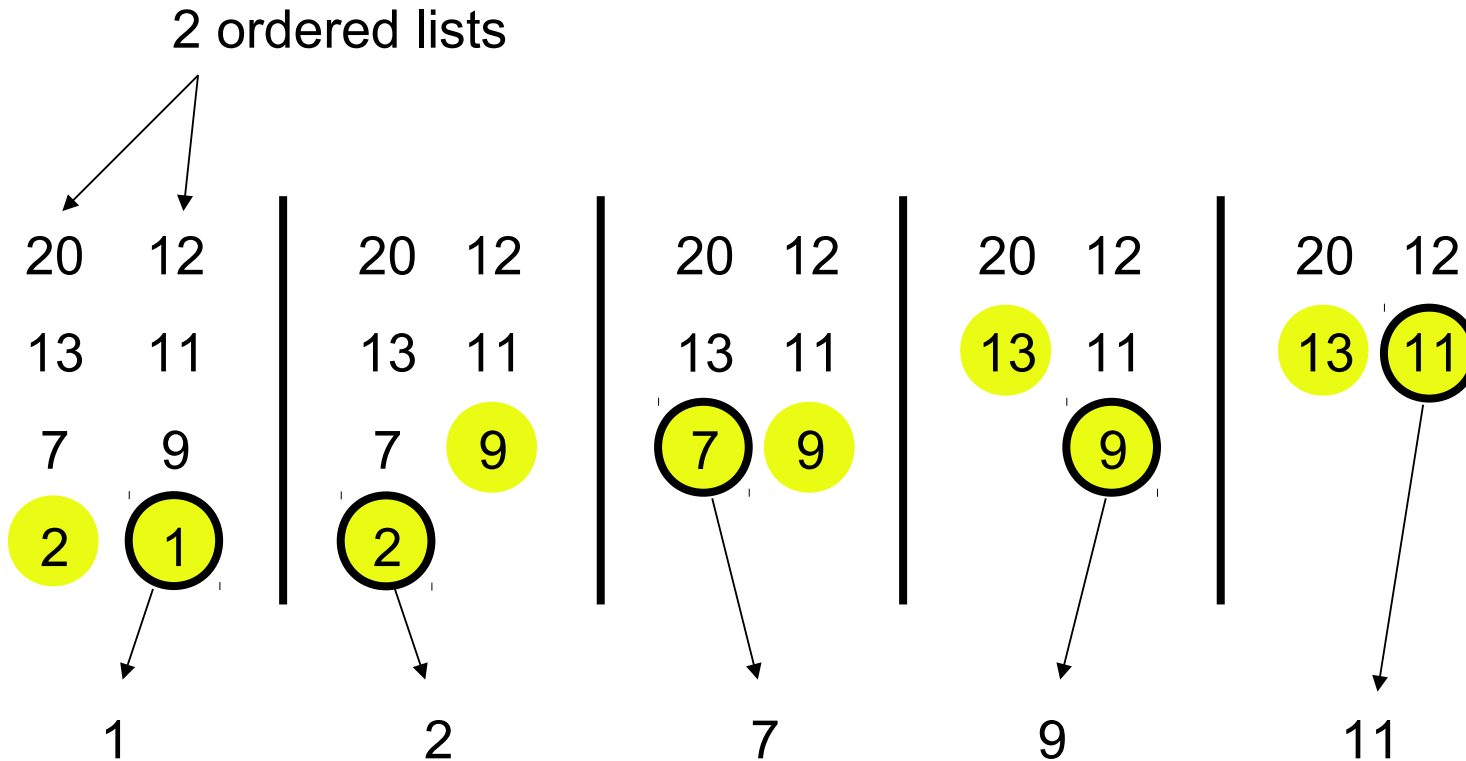 2 ordered lists
20 12 20 12 20 12 20 12 20 12
13 11 13 11 13 11 13 11 13 11
7 9 7 9 7 9 9
2 1 2
1 2 7 9 11